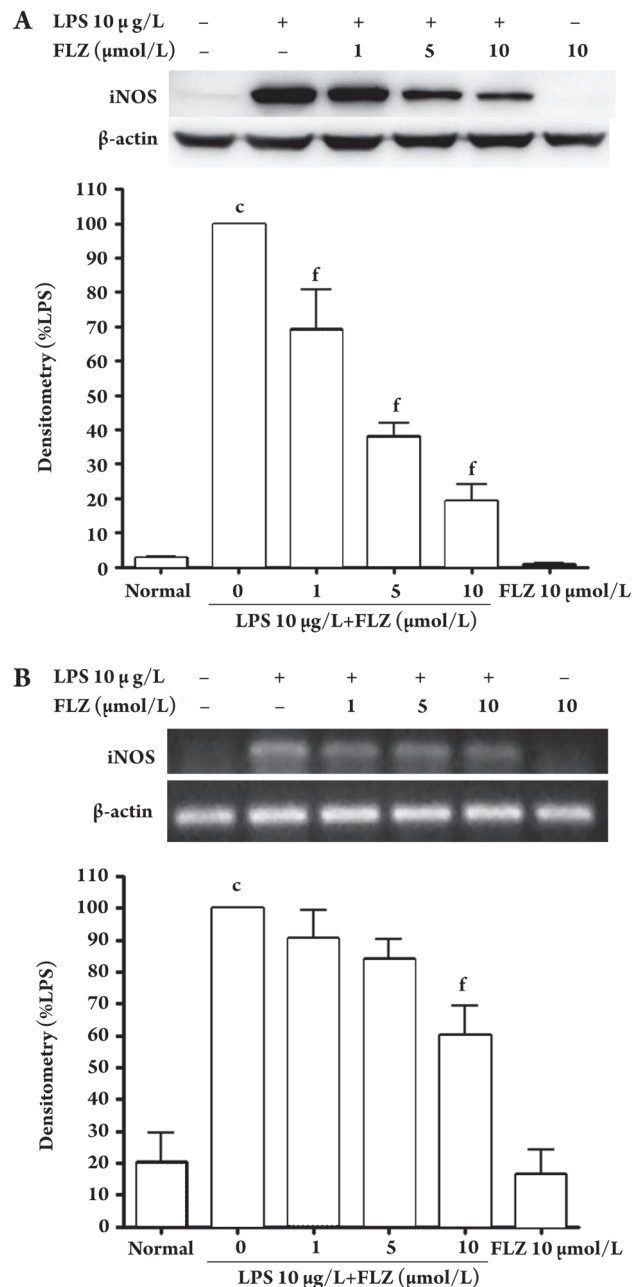 A
LPS 10 µg/L – + + + + –
FLZ (µmol/L) – – 1 5 10 10
iNOS
β-actin
110
100
90
80
70
60
50
40
30
20
10
0
Densitometry (%LPS)
c
f
f
f
Normal 0 1 5 10 FLZ 10 µmol/L
LPS 10 µg/L+FLZ (µmol/L)
B
LPS 10 µg/L – + + + + –
FLZ (µmol/L) – – 1 5 10 10
iNOS
β-actin
110
100
90
80
70
60
50
40
30
20
10
0
Densitometry (%LPS)
c
f
Normal 0 1 5 10 FLZ 10 µmol/L
LPS 10 µg/L+FLZ (µmol/L)